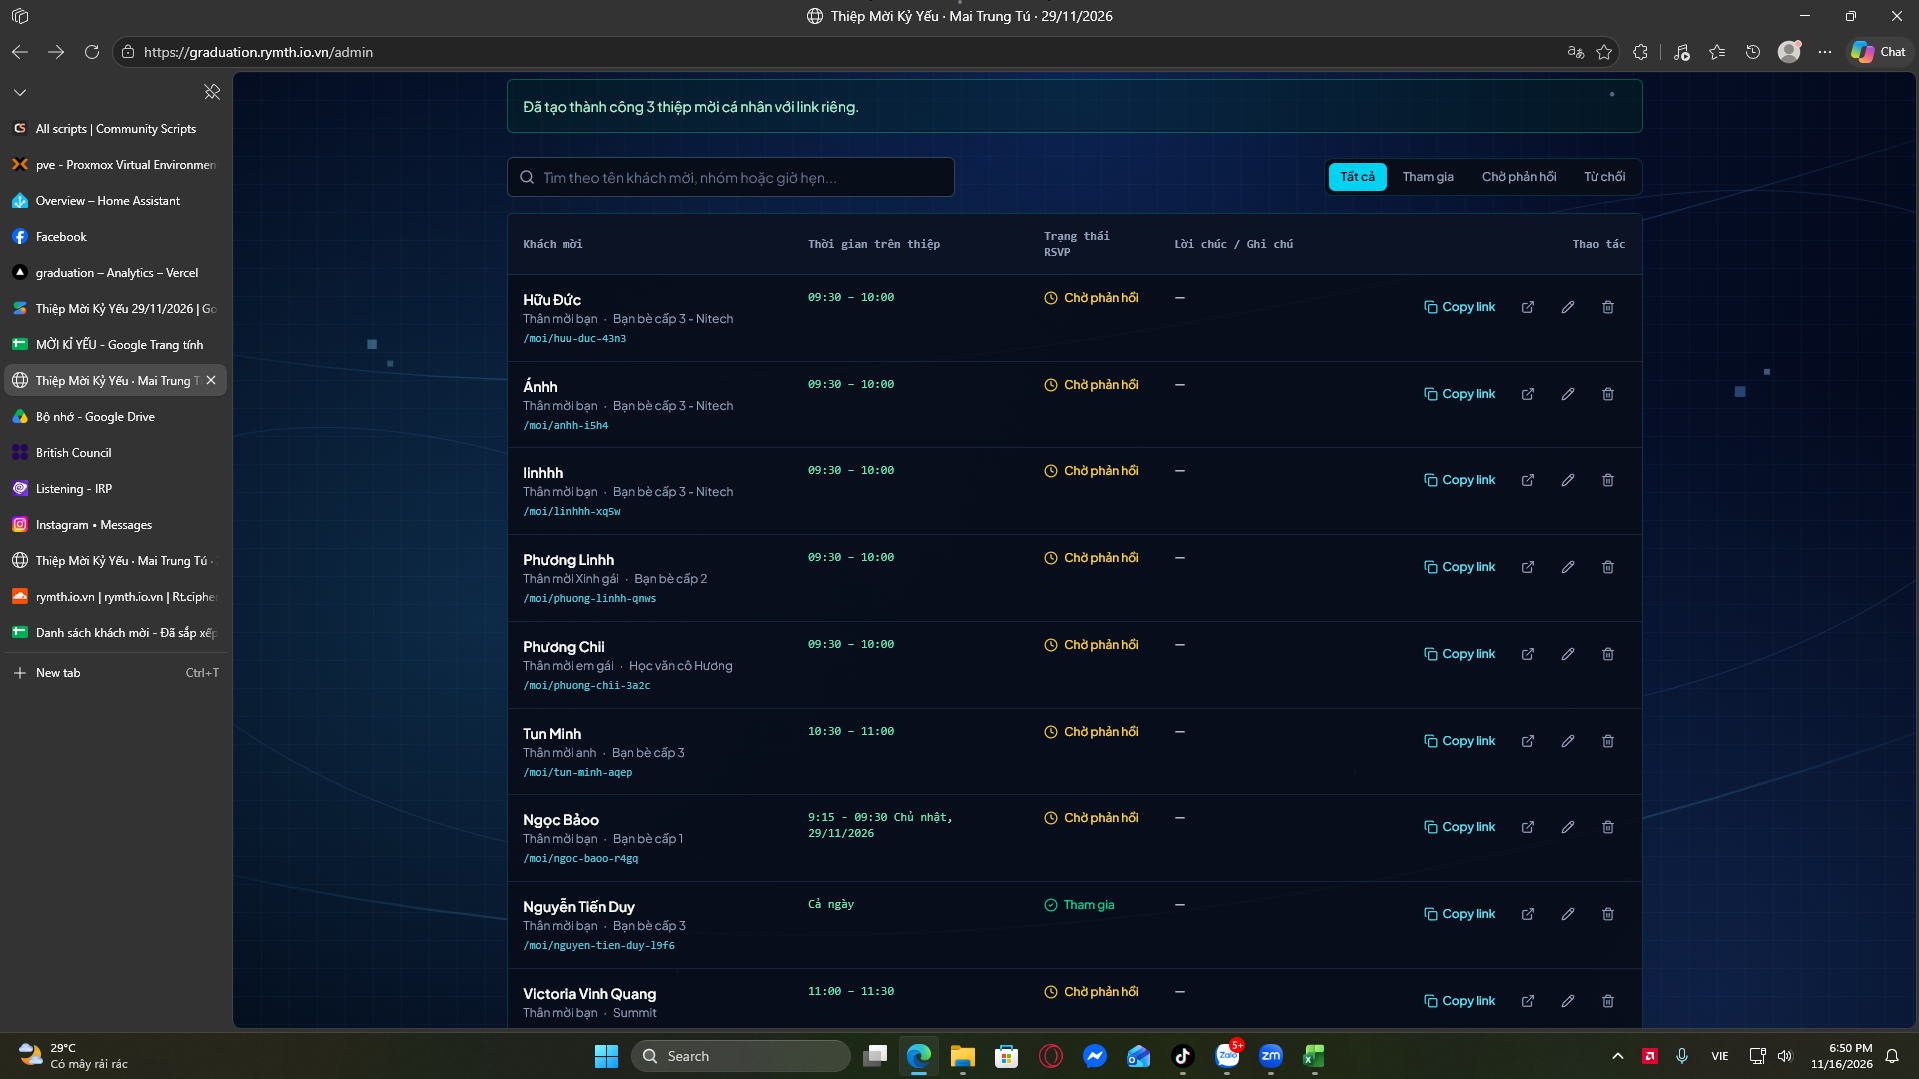 Thiệp Mời Kỷ Yếu · Mai Trung Tú · 29/11/2026
https://graduation.rymth.io.vn/admin
Chat
All scripts | Community Scripts
pve - Proxmox Virtual Environmen
Overview – Home Assistant
Facebook
graduation – Analytics – Vercel
Thiệp Mời Kỷ Yếu 29/11/2026 | Go
MỜI KỈ YẾU - Google Trang tính
Thiệp Mời Kỷ Yếu · Mai Trung T
Bộ nhớ - Google Drive
British Council
Listening - IRP
Instagram • Messages
Thiệp Mời Kỷ Yếu · Mai Trung Tú ·
rymth.io.vn | rymth.io.vn | Rt.cipher
Danh sách khách mời - Đã sắp xếp
New tab Ctrl+T
Đã tạo thành công 3 thiệp mời cá nhân với link riêng.
Tìm theo tên khách mời, nhóm hoặc giờ hẹn...
Tất cả Tham gia Chờ phản hồi Từ chối
Khách mời Thời gian trên thiệp Trạng thái RSVP Lời chúc / Ghi chú Thao tác
Hữu Đức 09:30 – 10:00 Chờ phản hồi — Copy link
Thân mời bạn · Bạn bè cấp 3 - Nitech
/moi/huu-duc-43n3
Ánhh 09:30 – 10:00 Chờ phản hồi — Copy link
Thân mời bạn · Bạn bè cấp 3 - Nitech
/moi/anhh-i5h4
linhhh 09:30 – 10:00 Chờ phản hồi — Copy link
Thân mời bạn · Bạn bè cấp 3 - Nitech
/moi/linhhh-xq5w
Phương Linhh 09:30 – 10:00 Chờ phản hồi — Copy link
Thân mời Xinh gái · Bạn bè cấp 2
/moi/phuong-linhh-qnws
Phương Chii 09:30 – 10:00 Chờ phản hồi — Copy link
Thân mời em gái · Học văn cô Hương
/moi/phuong-chii-3a2c
Tun Minh 10:30 – 11:00 Chờ phản hồi — Copy link
Thân mời anh · Bạn bè cấp 3
/moi/tun-minh-aqep
Ngọc Bảoo 9:15 - 09:30 Chủ nhật, 29/11/2026 Chờ phản hồi — Copy link
Thân mời bạn · Bạn bè cấp 1
/moi/ngoc-baoo-r4gq
Nguyễn Tiến Duy Cả ngày Tham gia — Copy link
Thân mời bạn · Bạn bè cấp 3
/moi/nguyen-tien-duy-l9f6
Victoria Vinh Quang 11:00 – 11:30 Chờ phản hồi — Copy link
Thân mời bạn · Summit
29°C
Có mây rải rác
Search
5+
Zalo
zm
VIE
6:50 PM
11/16/2026